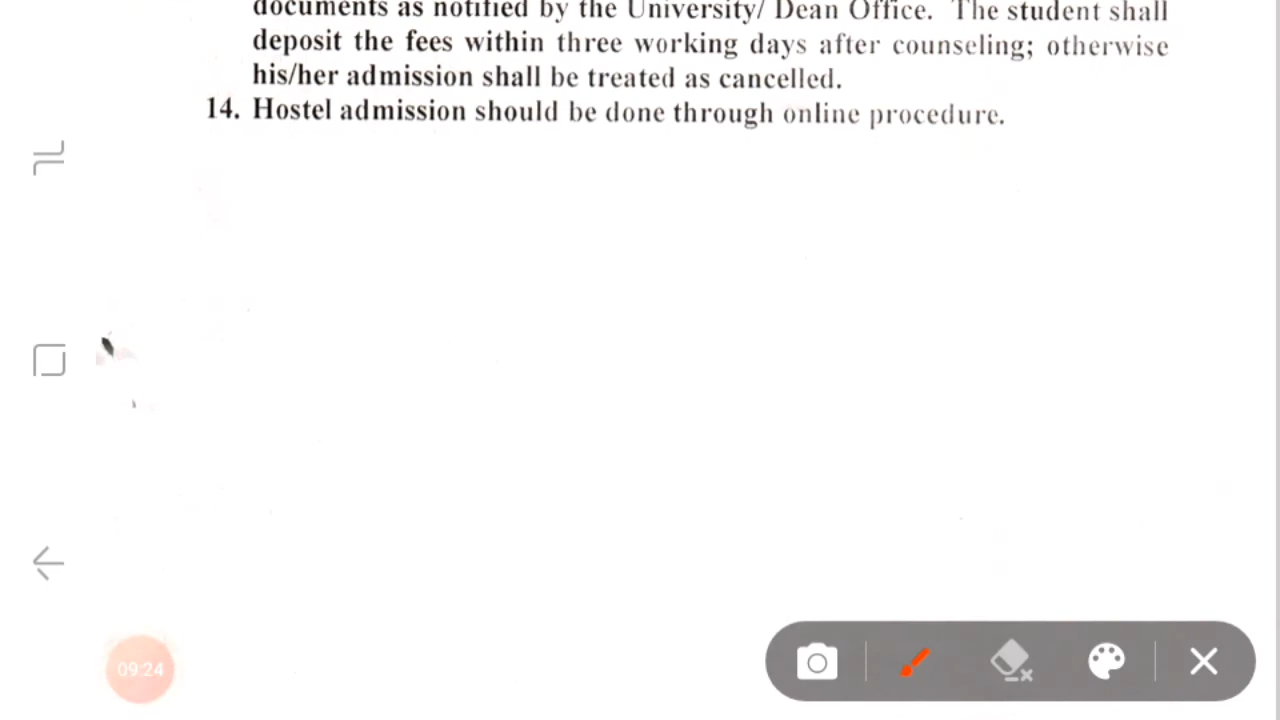 documents as notified by the University/ Dean Office. The student shall
deposit the fees within three working days after counseling; otherwise
his/her admission shall be treated as cancelled.
14. Hostel admission should be done through online procedure.
09:24